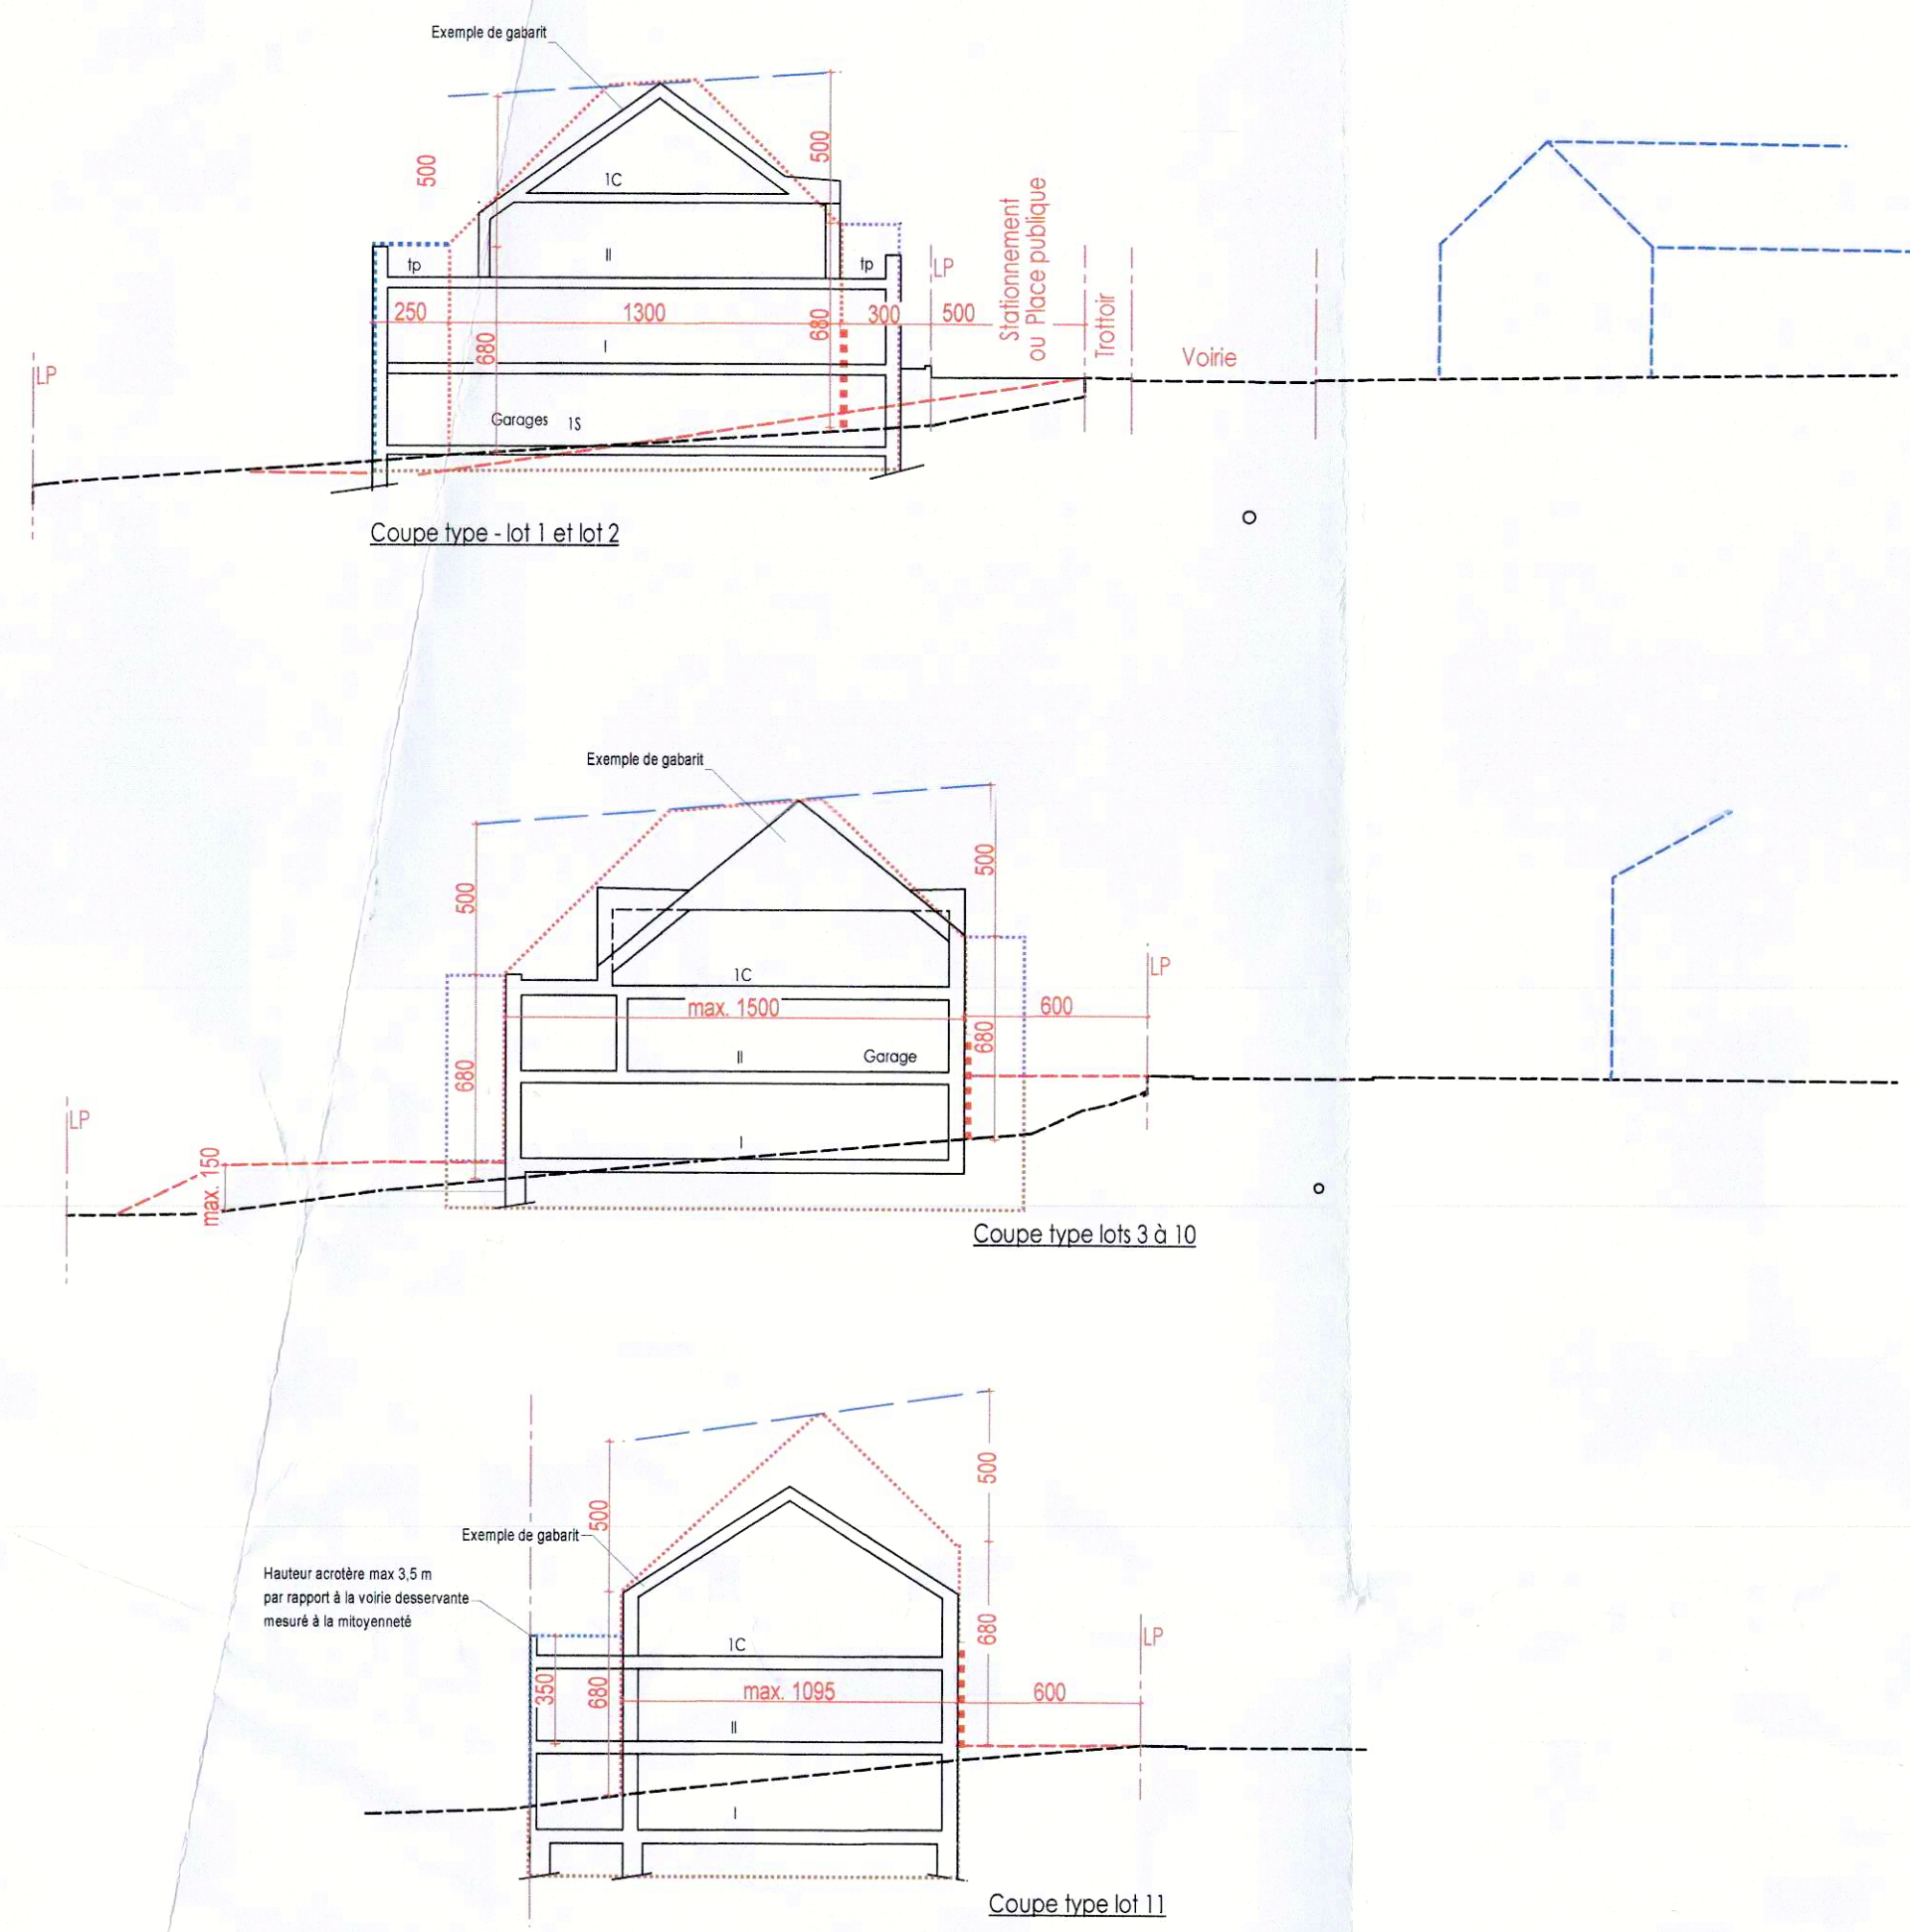 Exemple de gabarit
500
500
1C
II
tp
tp
LP
Stationnement
ou Place publique
Trottoir
Voirie
250
1300
680
300
500
680
I
LP
Garages 1S
Coupe type - lot 1 et lot 2
Exemple de gabarit
500
500
1C
max. 1500
600
LP
680
680
II
Garage
I
LP
max. 150
Coupe type lots 3 à 10
500
500
Exemple de gabarit
Hauteur acrotère max 3,5 m
par rapport à la voirie desservante
mesuré à la mitoyenneté
680
LP
1C
350
680
max. 1095
600
II
I
Coupe type lot 11